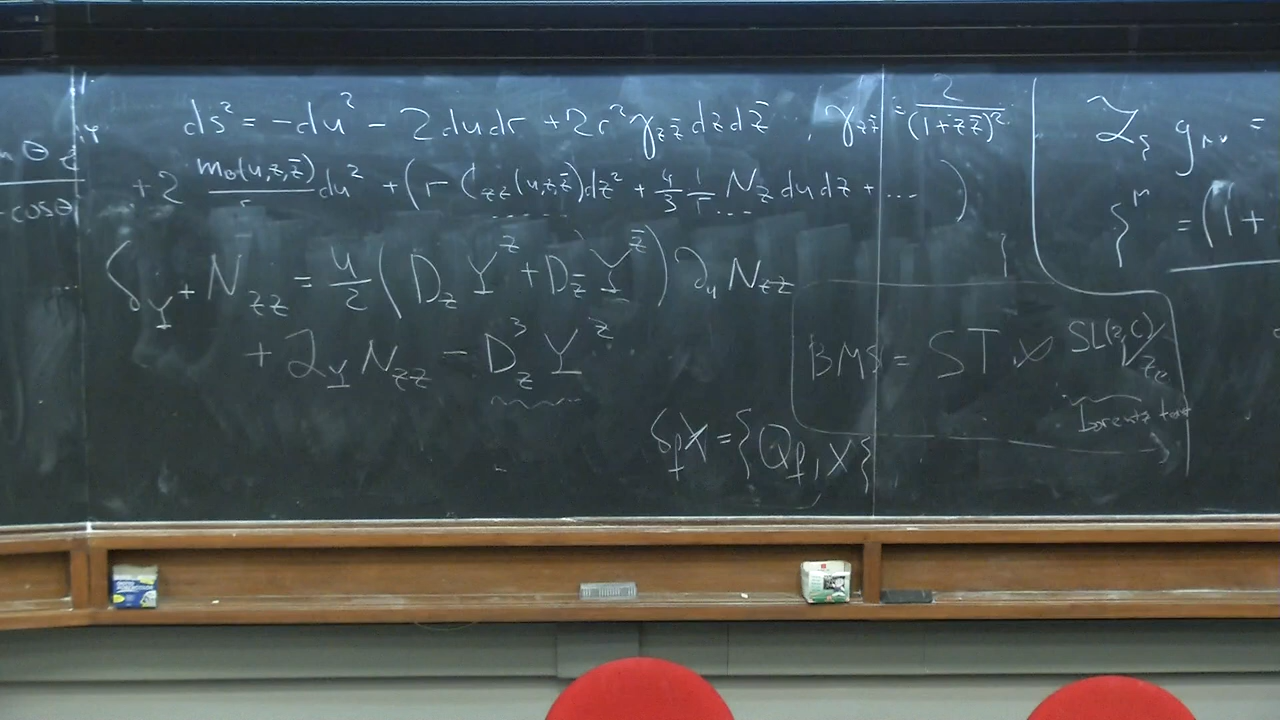 ds² = -du² - 2dudr + 2r²γ_{zz̄}dzdz̄ , γ_{zz̄} = 2/(1+zz̄)²
+2 m_B(u,z,z̄)/r du² + (r C_{zz}(u,z,z̄)dz² + 4/3 1/r N_z dudz + ... )
δ_{Y⁺} N_{zz} = u/2 (D_z Y^z + D_z̄ Y^z̄) ∂_u N_{zz}
+ ℒ_Y N_{zz} - D_z³ Y^z
δ_f X = {Q_f, X}
BMS = ST ⋉ SL(2,C)/Z₂
Lorentz
ℒ_ξ g_{μν} =
ξ^μ = (1+
θ
cosθ